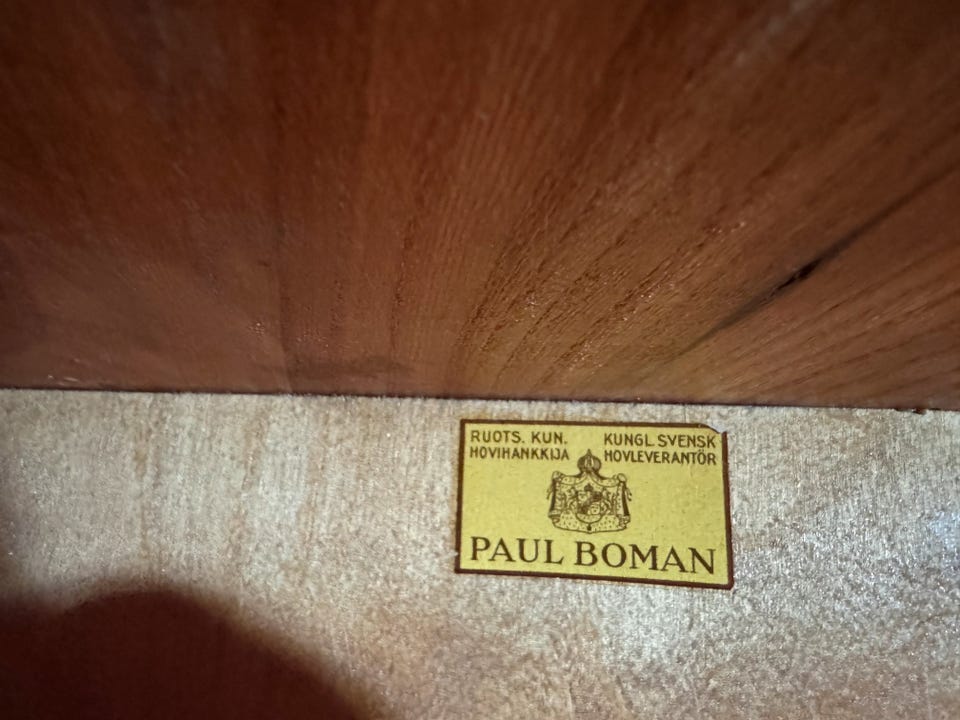 RUOTS. KUN. KUNGL. SVENSK
HOVIHANKKIJA HOVLEVERANTÖR
PAUL BOMAN